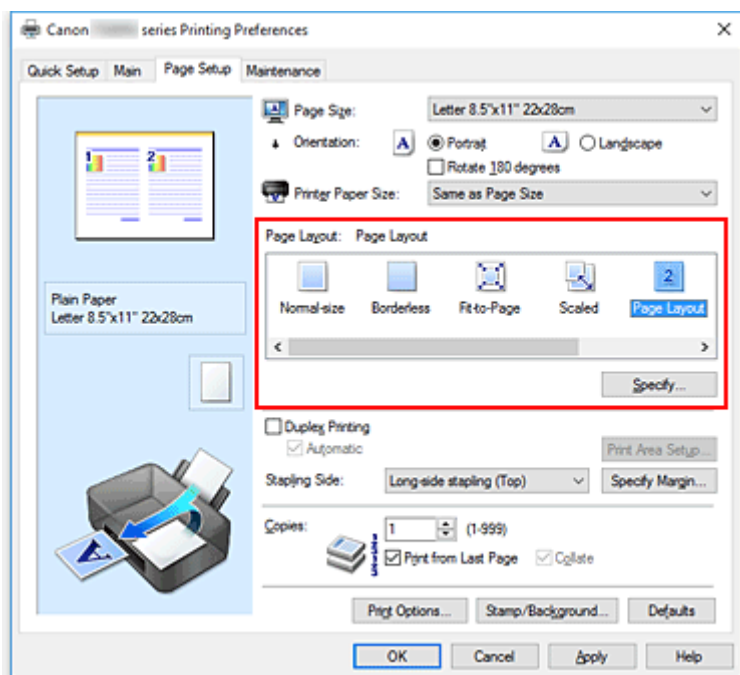 Canon series Printing Preferences
Quick Setup Main Page Setup Maintenance
1 2
Plain Paper
Letter 8.5"x11" 22x28cm
Page Size: Letter 8.5"x11" 22x28cm
Orientation: A Portrait A Landscape
Rotate 180 degrees
Printer Paper Size: Same as Page Size
Page Layout: Page Layout
2
Normal-size Borderless Fit-to-Page Scaled Page Layout
Specify...
Duplex Printing
Automatic Print Area Setup...
Stapling Side: Long-side stapling (Top) Specify Margin...
Copies: 1 (1-999)
Print from Last Page Collate
A
Print Options... Stamp/Background... Defaults
OK Cancel Apply Help